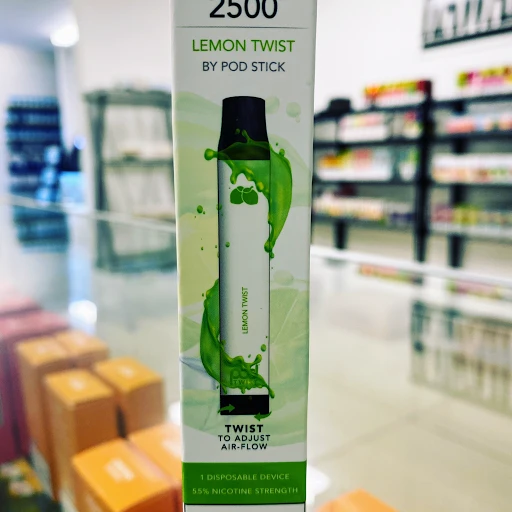 2500
LEMON TWIST
BY POD STICK
LEMON TWIST
TWIST
TO ADJUST
AIR-FLOW
1 DISPOSABLE DEVICE
55% NICOTINE STRENGTH